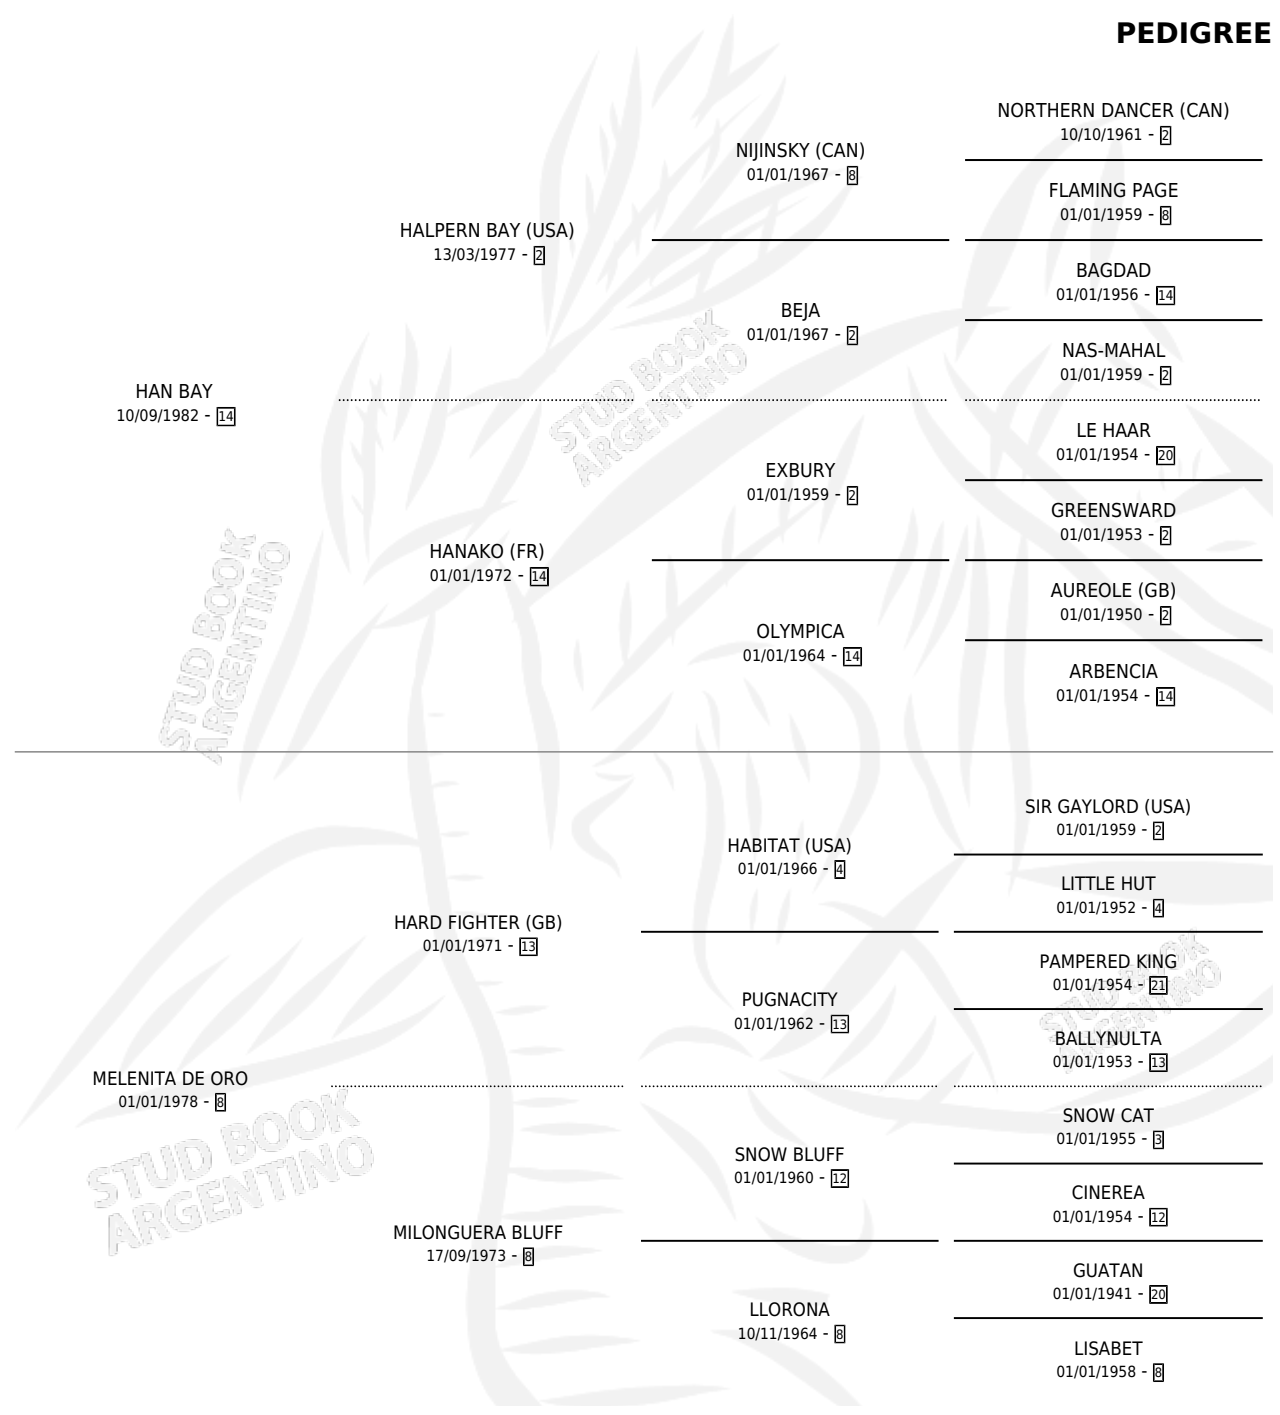 PEDIGREE
NORTHERN DANCER (CAN)
10/10/1961 - 2
NIJINSKY (CAN)
01/01/1967 - 8
FLAMING PAGE
01/01/1959 - 8
HALPERN BAY (USA)
13/03/1977 - 2
BAGDAD
01/01/1956 - 14
BEJA
01/01/1967 - 2
NAS-MAHAL
01/01/1959 - 2
HAN BAY
10/09/1982 - 14
LE HAAR
01/01/1954 - 20
EXBURY
01/01/1959 - 2
GREENSWARD
01/01/1953 - 2
HANAKO (FR)
01/01/1972 - 14
AUREOLE (GB)
01/01/1950 - 2
OLYMPICA
01/01/1964 - 14
ARBENCIA
01/01/1954 - 14
STUD BOOK
ARGENTINO
STUD BOOK
ARGENTINO
SIR GAYLORD (USA)
01/01/1959 - 2
HABITAT (USA)
01/01/1966 - 4
LITTLE HUT
01/01/1952 - 4
HARD FIGHTER (GB)
01/01/1971 - 13
PAMPERED KING
01/01/1954 - 21
PUGNACITY
01/01/1962 - 13
BALLYNULTA
01/01/1953 - 13
MELENITA DE ORO
01/01/1978 - 8
SNOW CAT
01/01/1955 - 3
SNOW BLUFF
01/01/1960 - 12
CINEREA
01/01/1954 - 12
MILONGUERA BLUFF
17/09/1973 - 8
GUATAN
01/01/1941 - 20
LLORONA
10/11/1964 - 8
LISABET
01/01/1958 - 8
STUD BOOK
ARGENTINO
STUD BOOK
ARGENTINO